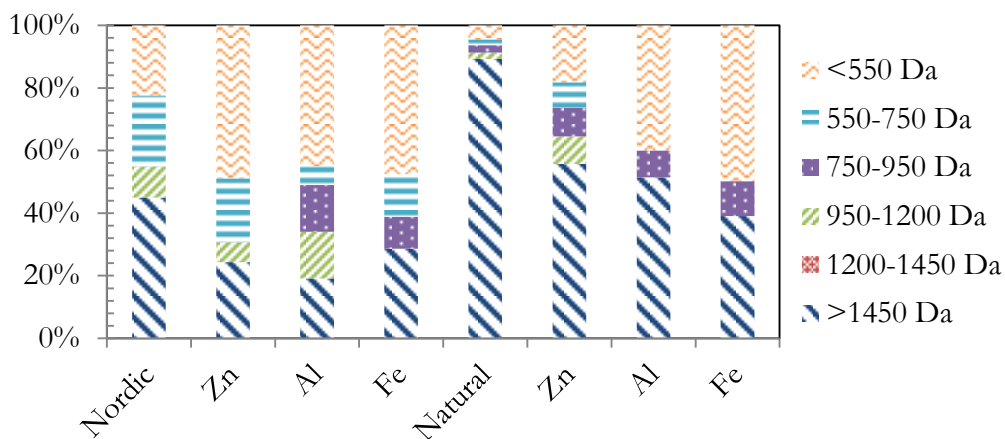 100%
80%
60%
40%
20%
0%
Nordic
Zn
Al
Fe
Natural
Zn
Al
Fe
<550 Da
550-750 Da
750-950 Da
950-1200 Da
1200-1450 Da
>1450 Da